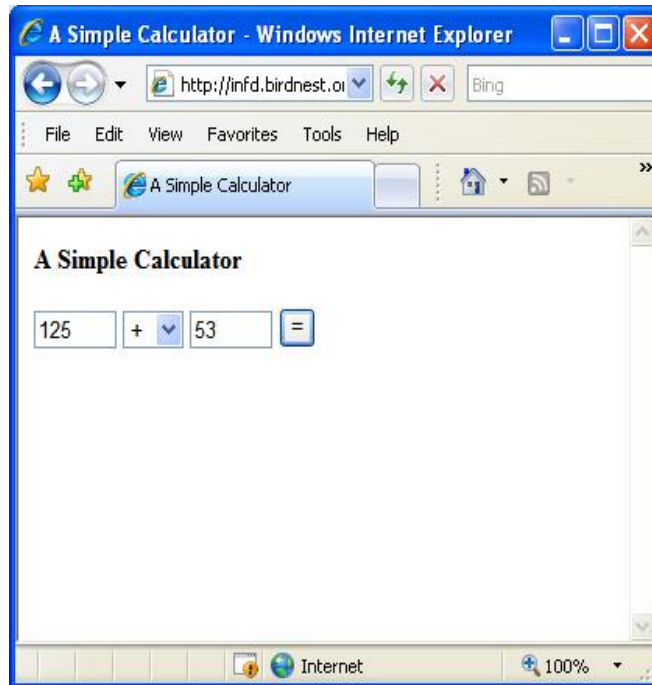 A Simple Calculator - Windows Internet Explorer
http://infd.birdnest.or
Bing
File Edit View Favorites Tools Help
A Simple Calculator
»
A Simple Calculator
125 + 53 =
Internet 100%